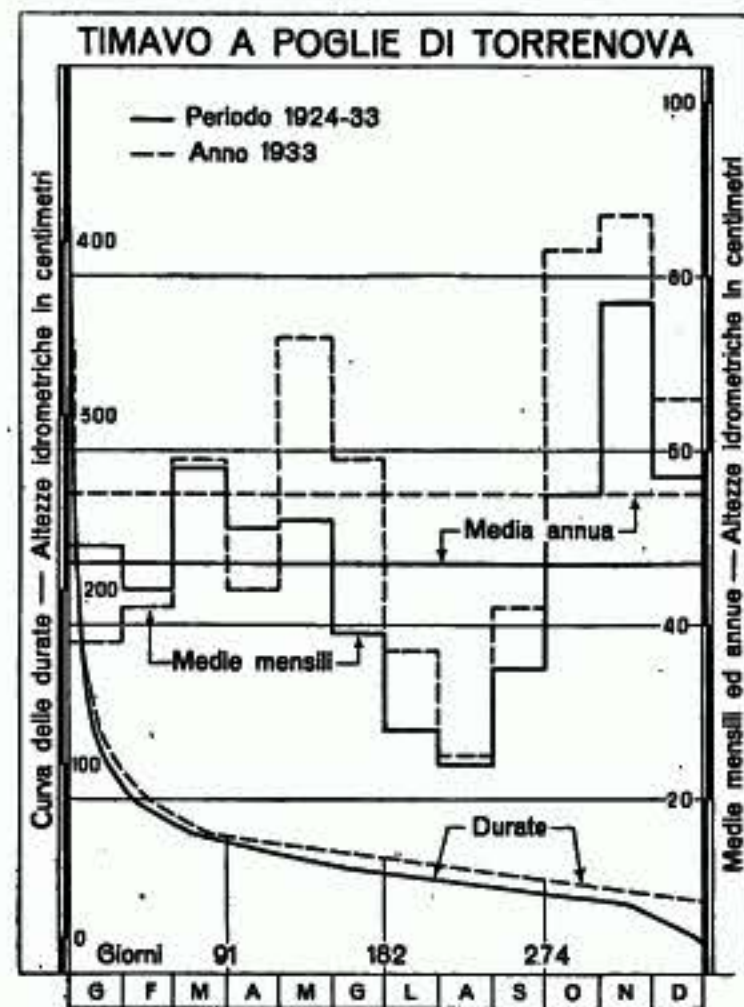 TIMAVO A POGLIE DI TORRENOVA
Periodo 1924-33
Anno 1933
Curva delle durate — Altezze idrometriche in centimetri
400
300
200
100
0
100
80
60
40
20
Medie mensili ed annue — Altezze idrometriche in centimetri
Media annua
Medie mensili
Durate
Giorni 91 182 274
G F M A M G L A S O N D